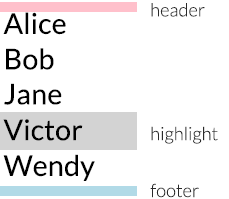 header
Alice
Bob
Jane
Victor
highlight
Wendy
footer